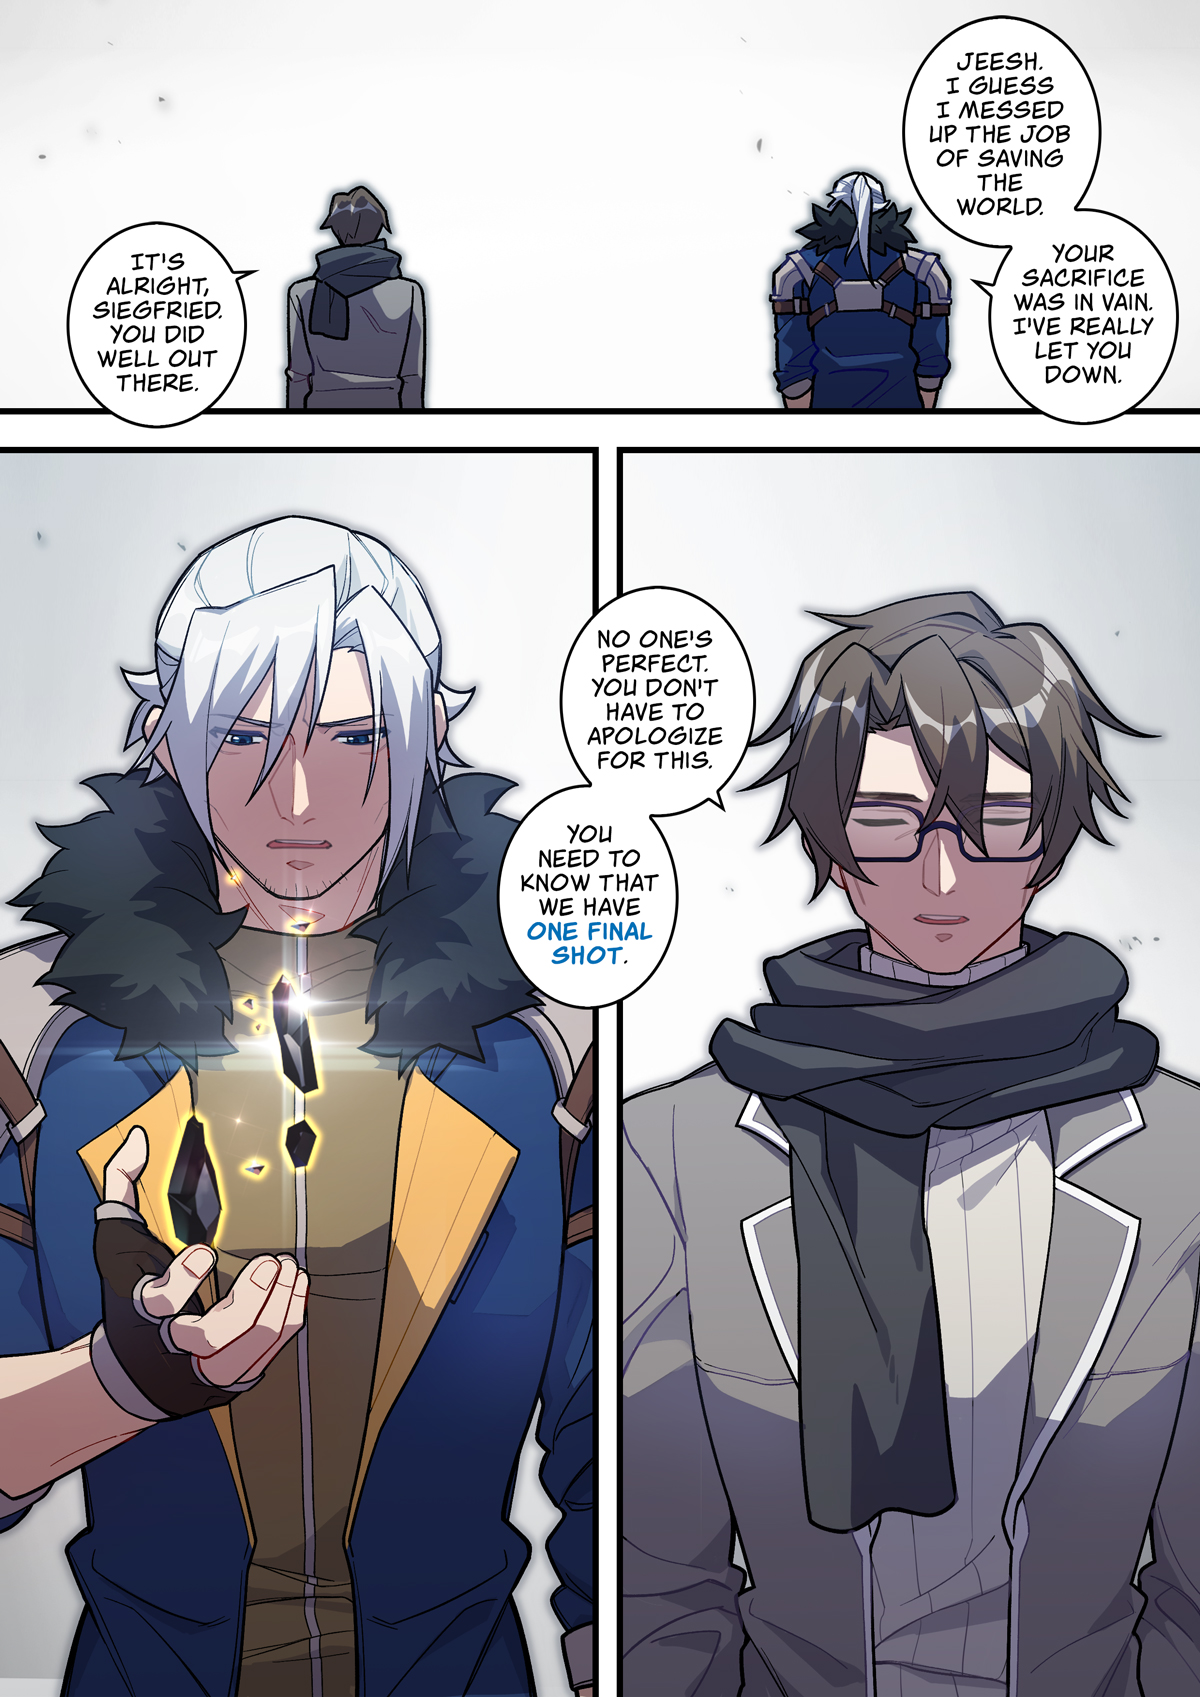 JEESH.
I GUESS
I MESSED
UP THE JOB
OF SAVING
THE
WORLD.
YOUR
SACRIFICE
WAS IN VAIN.
I'VE REALLY
LET YOU
DOWN.
IT'S
ALRIGHT,
SIEGFRIED.
YOU DID
WELL OUT
THERE.
NO ONE'S
PERFECT.
YOU DON'T
HAVE TO
APOLOGIZE
FOR THIS.
YOU
NEED TO
KNOW THAT
WE HAVE
ONE FINAL
SHOT.